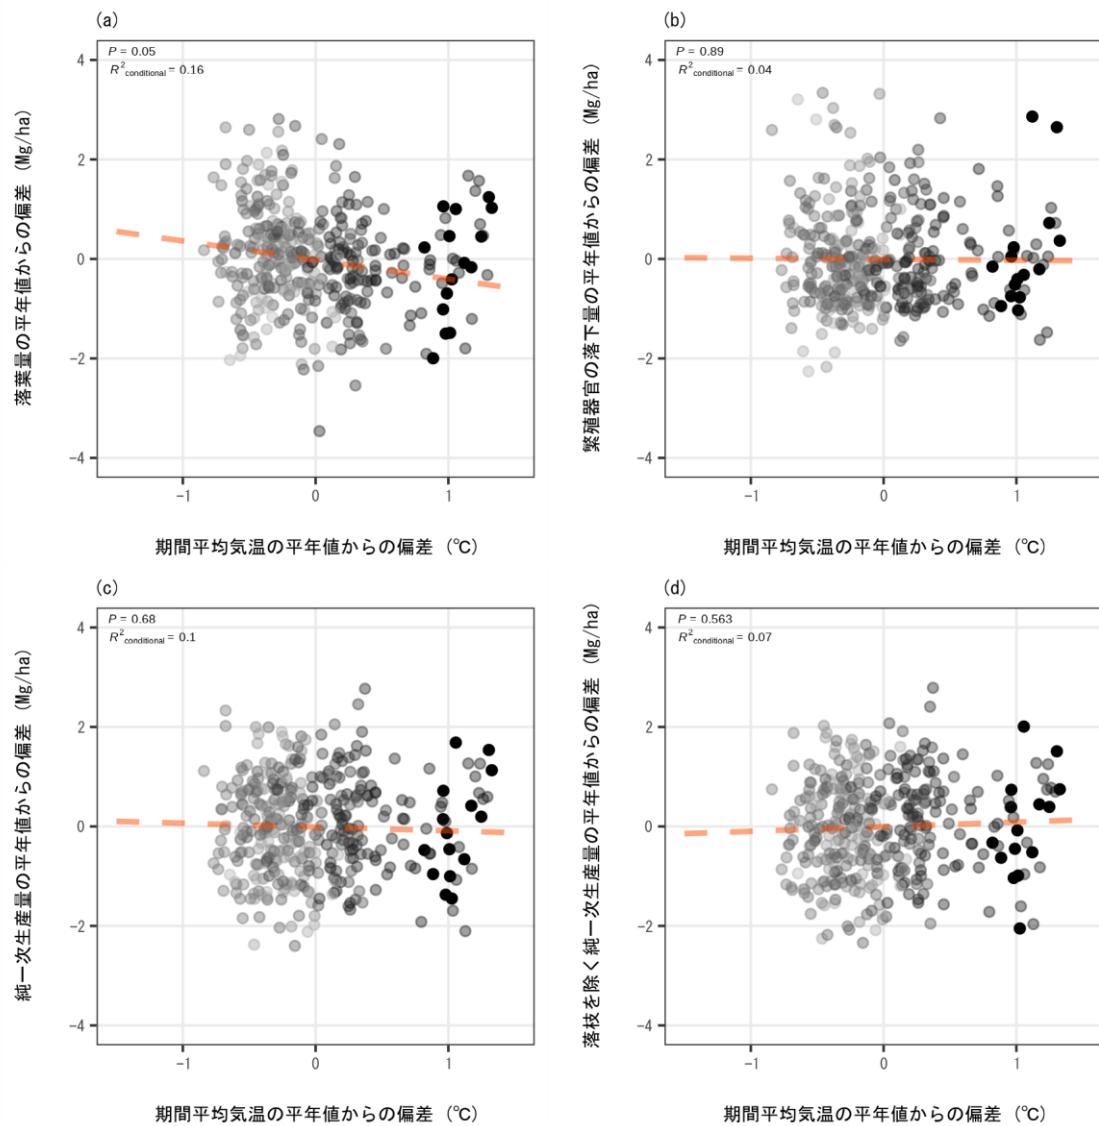 (a)
P = 0.05
R²conditional = 0.16
落葉量の平年値からの偏差 (Mg/ha)
4
2
0
−2
−4
−1 0 1
期間平均気温の平年値からの偏差 (℃)
(b)
P = 0.89
R²conditional = 0.04
繁殖器官の落下量の平年値からの偏差 (Mg/ha)
4
2
0
−2
−4
−1 0 1
期間平均気温の平年値からの偏差 (℃)
(c)
P = 0.68
R²conditional = 0.1
純一次生産量の平年値からの偏差 (Mg/ha)
4
2
0
−2
−4
−1 0 1
期間平均気温の平年値からの偏差 (℃)
(d)
P = 0.563
R²conditional = 0.07
落枝を除く純一次生産量の平年値からの偏差 (Mg/ha)
4
2
0
−2
−4
−1 0 1
期間平均気温の平年値からの偏差 (℃)